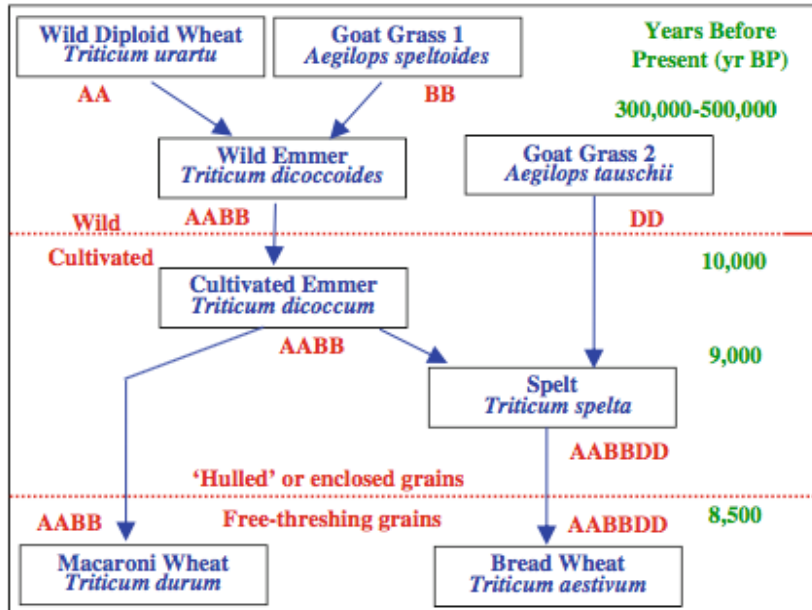 Wild Diploid Wheat
Triticum urartu
Goat Grass 1
Aegilops speltoides
Years Before
Present (yr BP)
AA
BB
300,000-500,000
Wild Emmer
Triticum dicoccoides
Goat Grass 2
Aegilops tauschii
Wild
AABB
DD
Cultivated
10,000
Cultivated Emmer
Triticum dicoccum
AABB
9,000
Spelt
Triticum spelta
AABBDD
‘Hulled’ or enclosed grains
AABB
Free-threshing grains
AABBDD
8,500
Macaroni Wheat
Triticum durum
Bread Wheat
Triticum aestivum